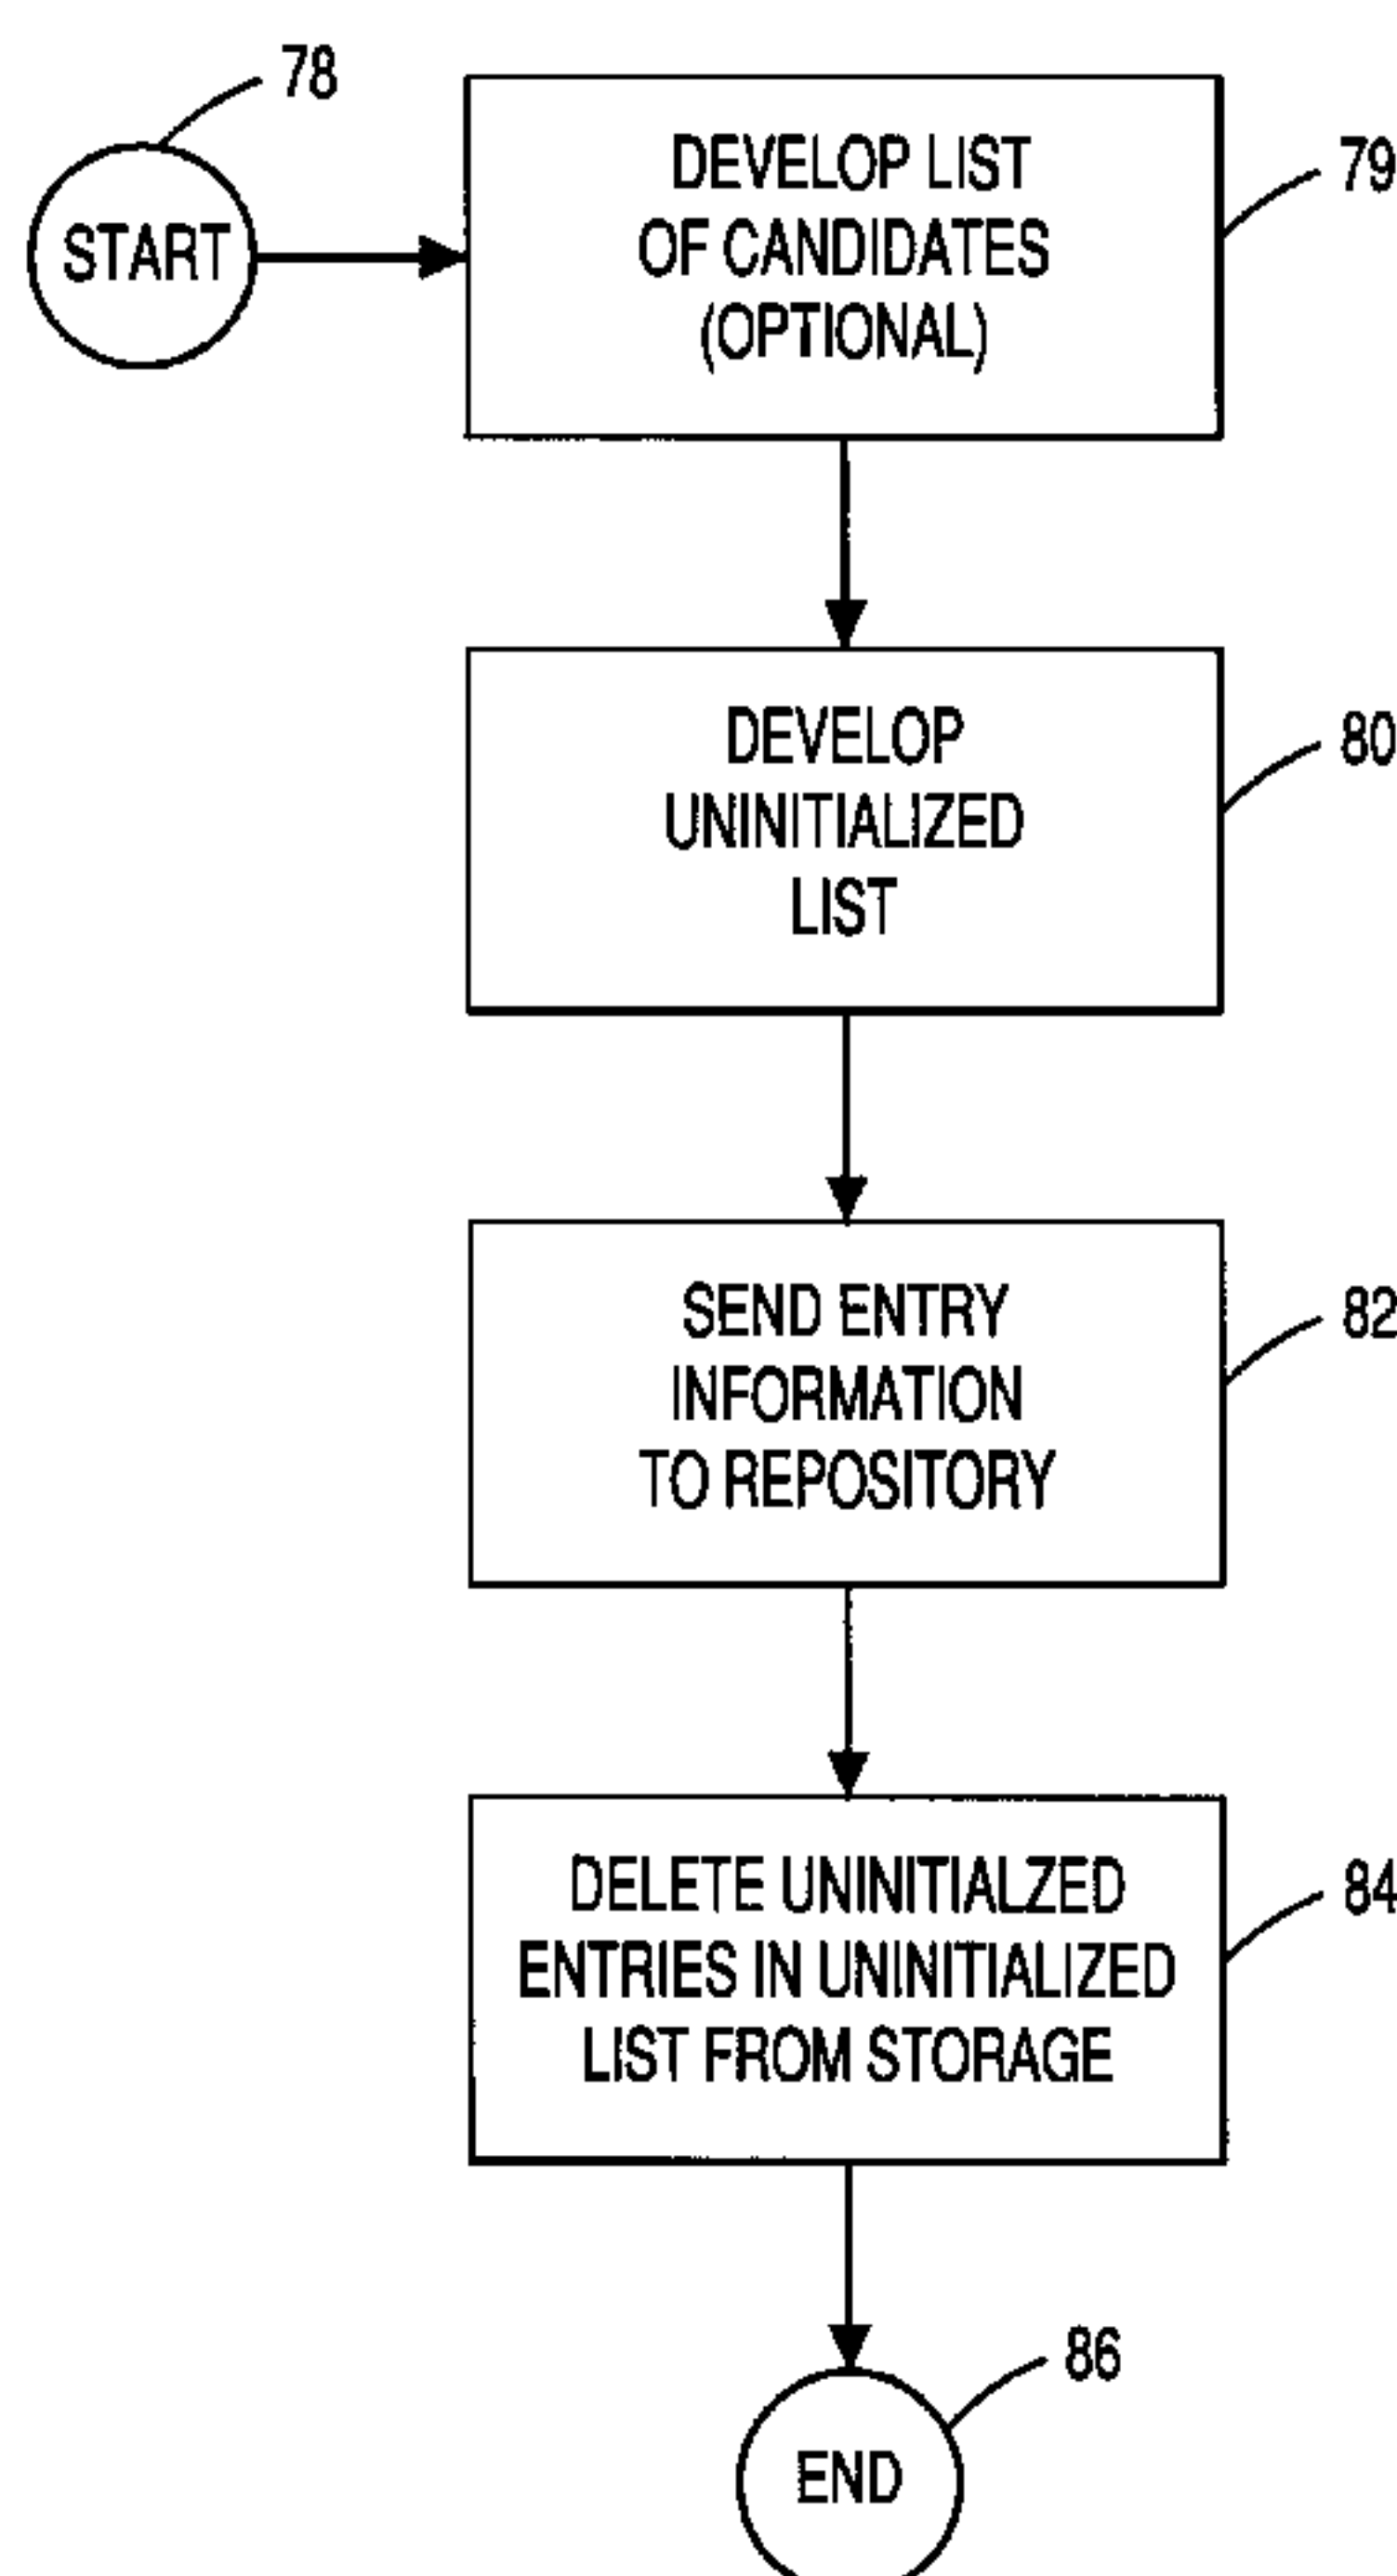 78
START
DEVELOP LIST
OF CANDIDATES
(OPTIONAL)
79
DEVELOP
UNINITIALIZED
LIST
80
SEND ENTRY
INFORMATION
TO REPOSITORY
82
DELETE UNINITIALZED
ENTRIES IN UNINITIALIZED
LIST FROM STORAGE
84
86
END